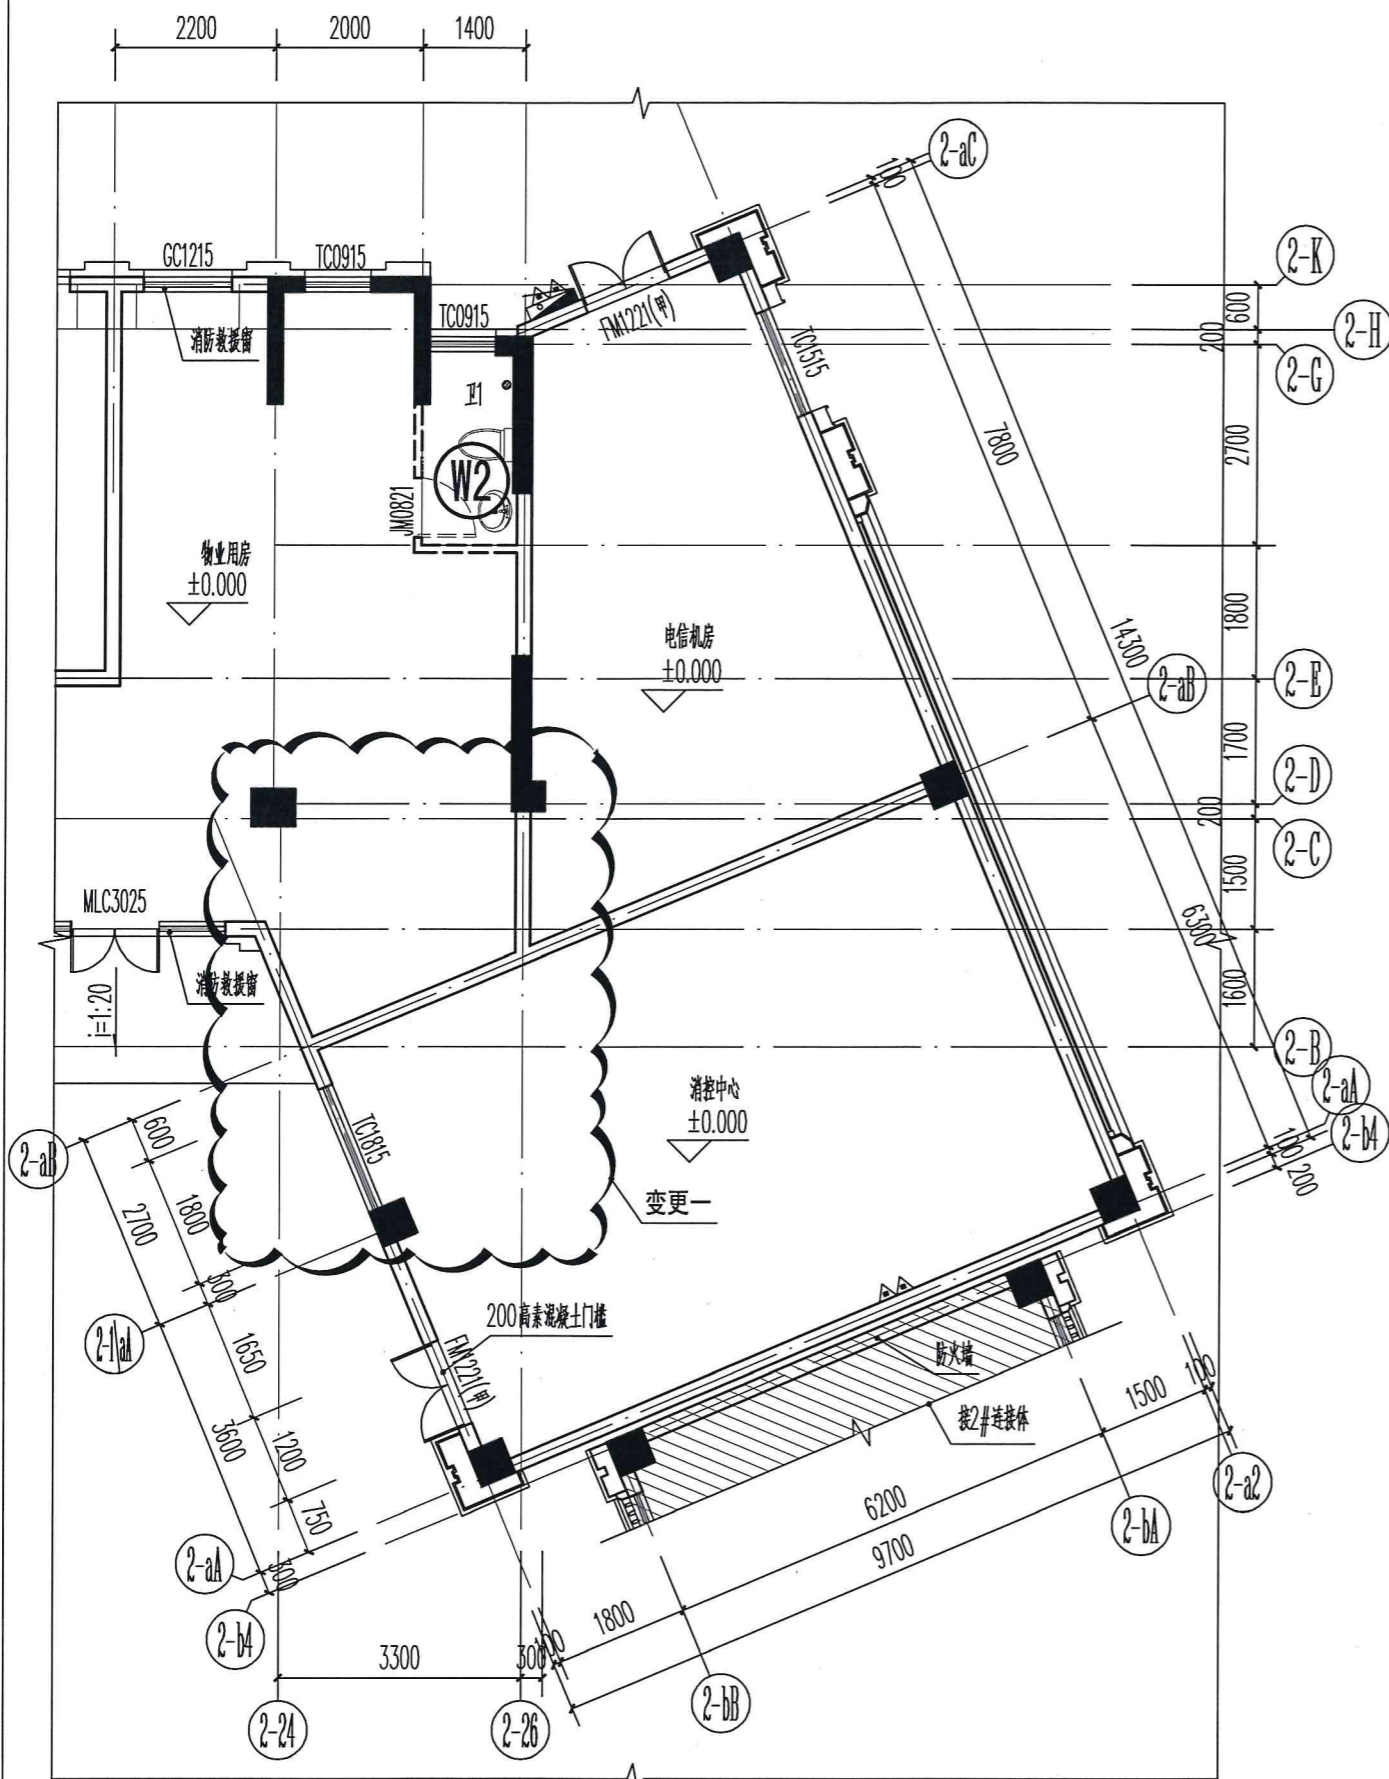 2200
2000
1400
2-aC
100
2-K
GC1215
TC0915
TC0915
FM1221(甲)
600
2-H
200
消防救援窗
TC1515
2-G
卫1
7800
2700
W2
JM0821
物业用房
±0.000
电信机房
±0.000
14300
1800
2-aB
2-E
1700
2-D
200
2-C
1500
MLC3025
6300
消防救援窗
i=1:20
1600
2-B
消控中心
±0.000
2-aA
TC1815
600
2-aB
100
2-b4
200
1800
2700
变更一
300
200高素混凝土门槛
2-1/aA
FM1221(甲)
1650
防火墙
1500
100
接2#连接体
3600
1200
2-a2
750
6200
2-bA
9700
2-aA
300
2-b4
1800
100
3300
300
2-bB
2-24
2-26